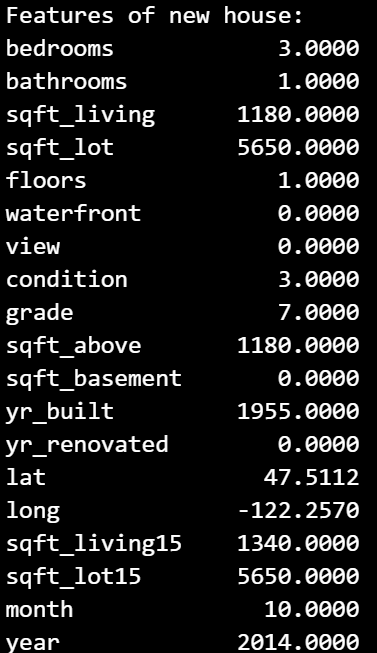 Features of new house:
bedrooms 3.0000
bathrooms 1.0000
sqft_living 1180.0000
sqft_lot 5650.0000
floors 1.0000
waterfront 0.0000
view 0.0000
condition 3.0000
grade 7.0000
sqft_above 1180.0000
sqft_basement 0.0000
yr_built 1955.0000
yr_renovated 0.0000
lat 47.5112
long -122.2570
sqft_living15 1340.0000
sqft_lot15 5650.0000
month 10.0000
year 2014.0000